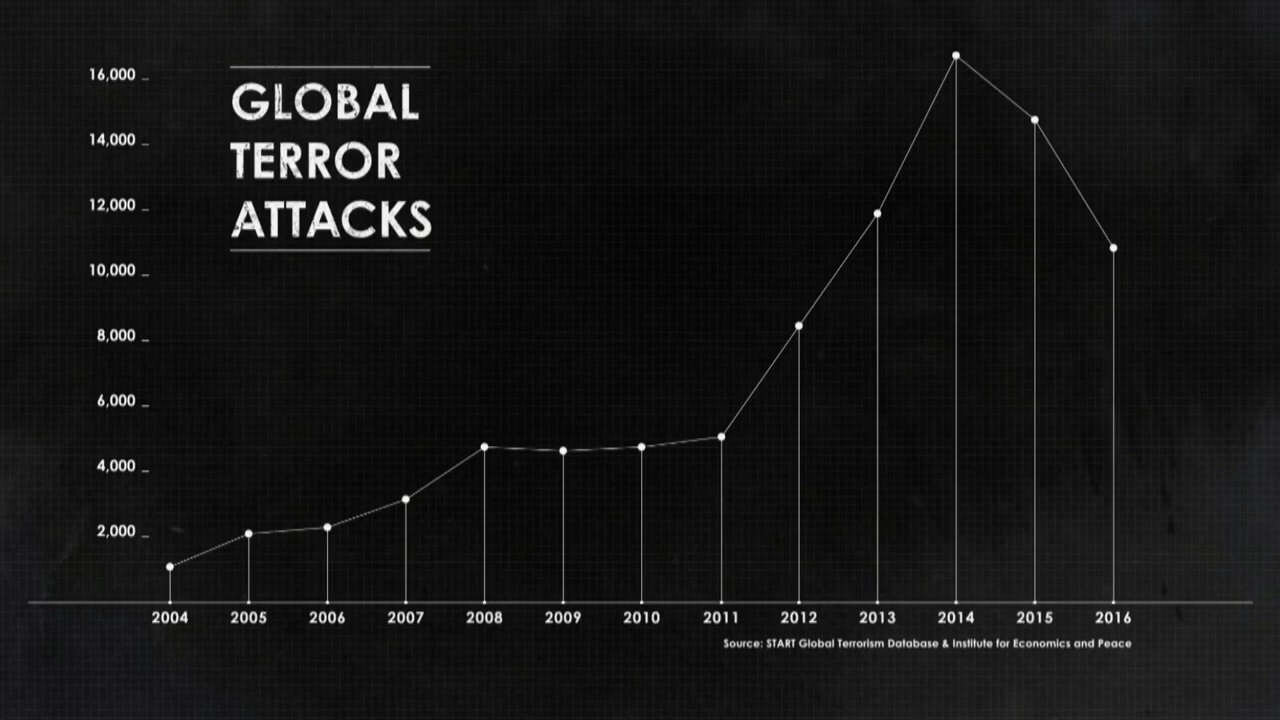 GLOBAL
TERROR
ATTACKS
16,000
14,000
12,000
10,000
8,000
6,000
4,000
2,000
2004 2005 2006 2007 2008 2009 2010 2011 2012 2013 2014 2015 2016
Source: START Global Terrorism Database & Institute for Economics and Peace